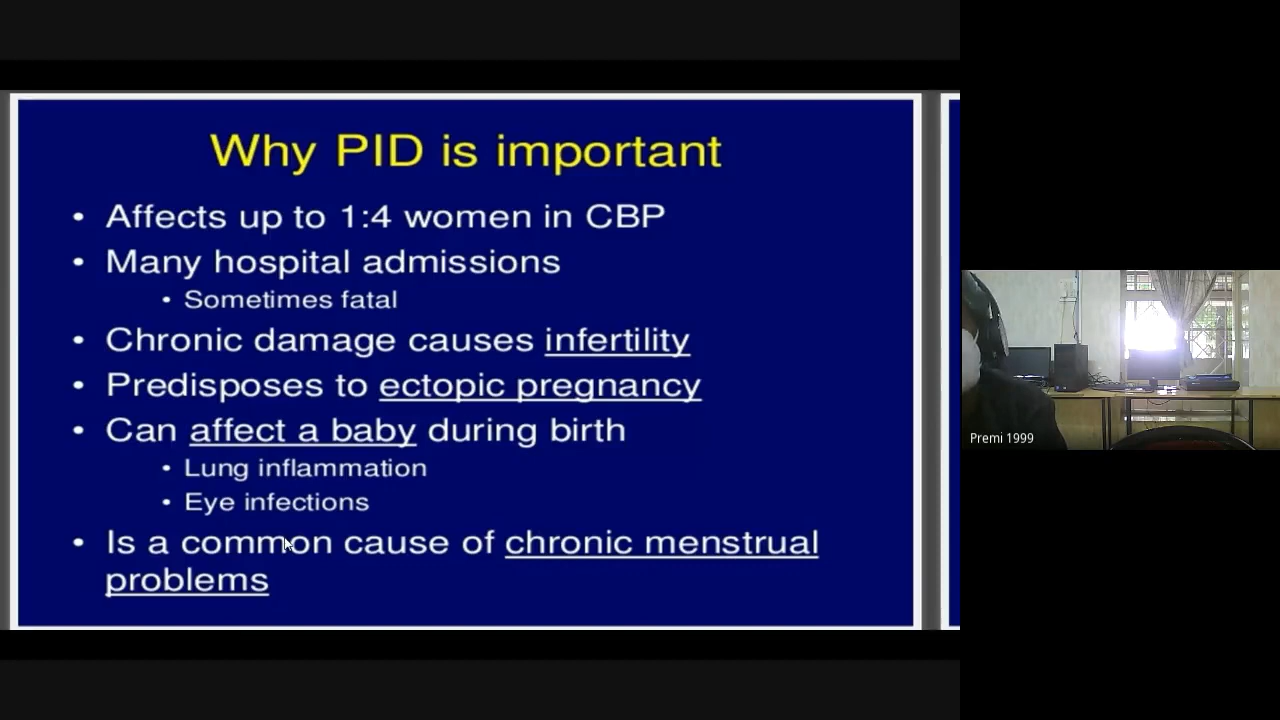 Why PID is important
• Affects up to 1:4 women in CBP
• Many hospital admissions
• Sometimes fatal
• Chronic damage causes infertility
• Predisposes to ectopic pregnancy
• Can affect a baby during birth
• Lung inflammation
• Eye infections
• Is a common cause of chronic menstrual
problems
Premi 1999